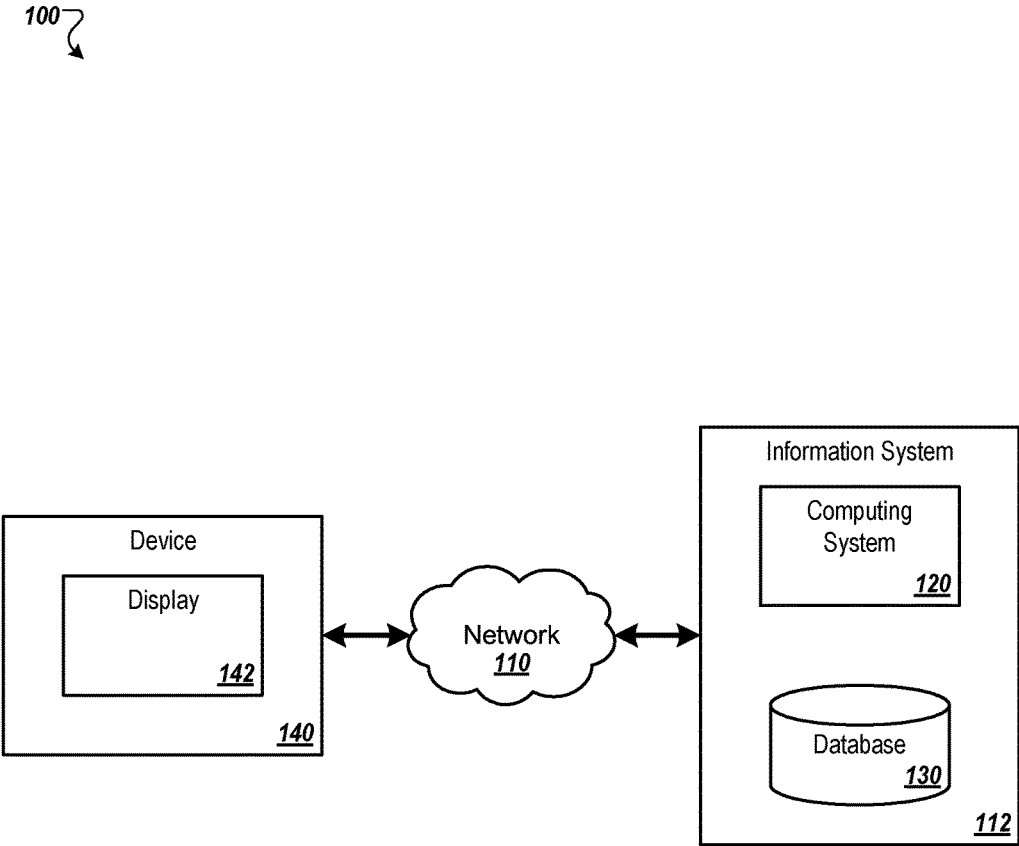 100
Information System
Computing
System
120
Device
Display
142
140
Network
110
Database
130
112